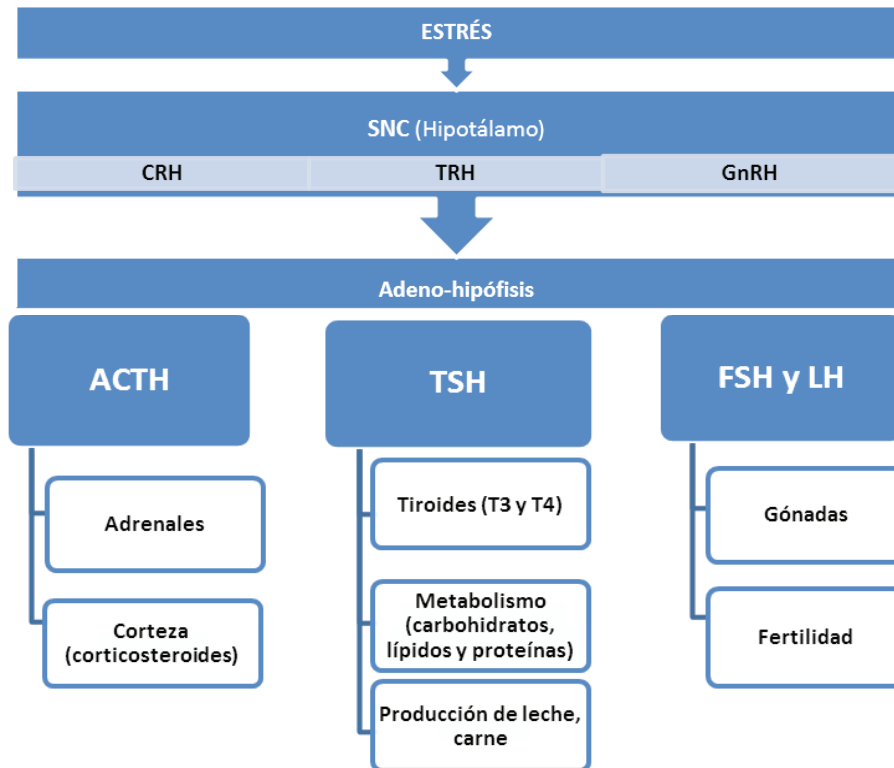 ESTRÉS
SNC (Hipotálamo)
CRH
TRH
GnRH
Adeno-hipófisis
ACTH
TSH
FSH y LH
Adrenales
Corteza
(corticosteroides)
Tiroides (T3 y T4)
Metabolismo
(carbohidratos,
lípidos y proteínas)
Producción de leche,
carne
Gónadas
Fertilidad